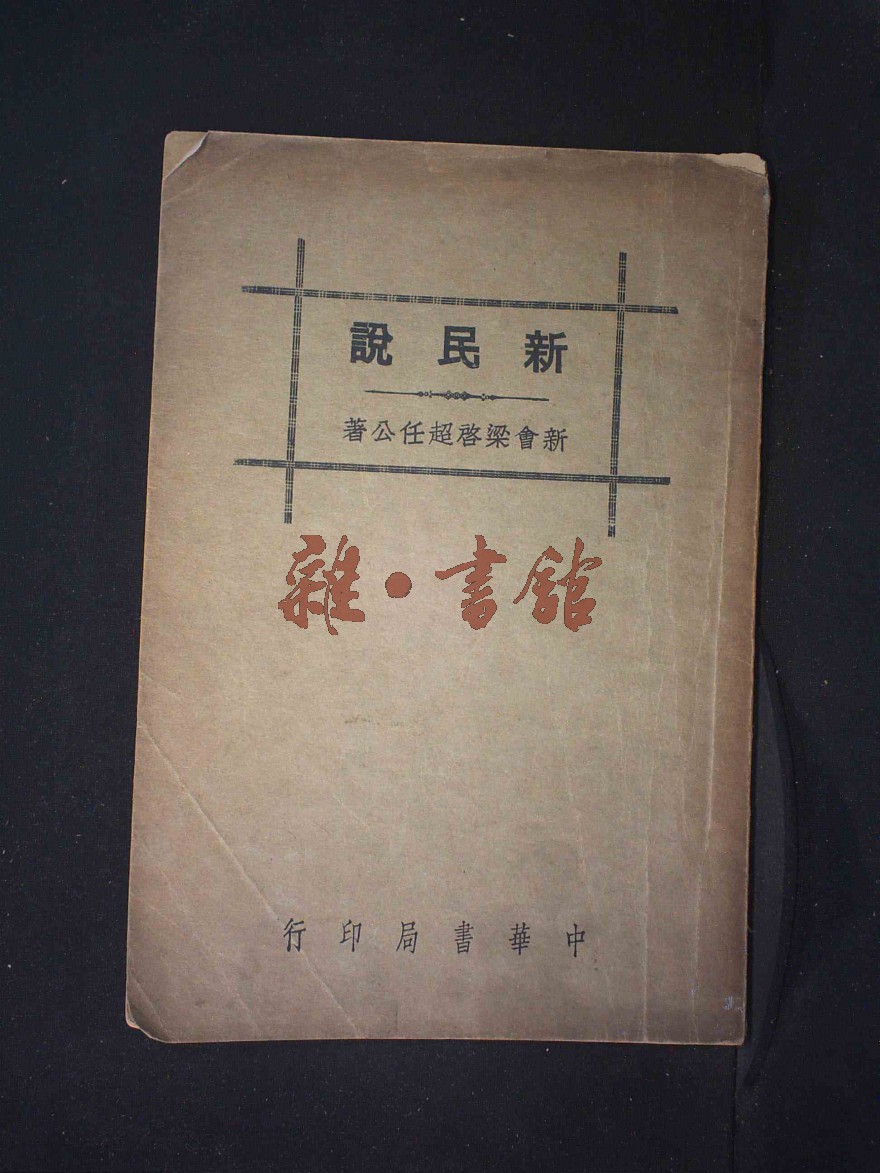 新民說
新會梁啓超任公著
雜·書館
中華書局印行